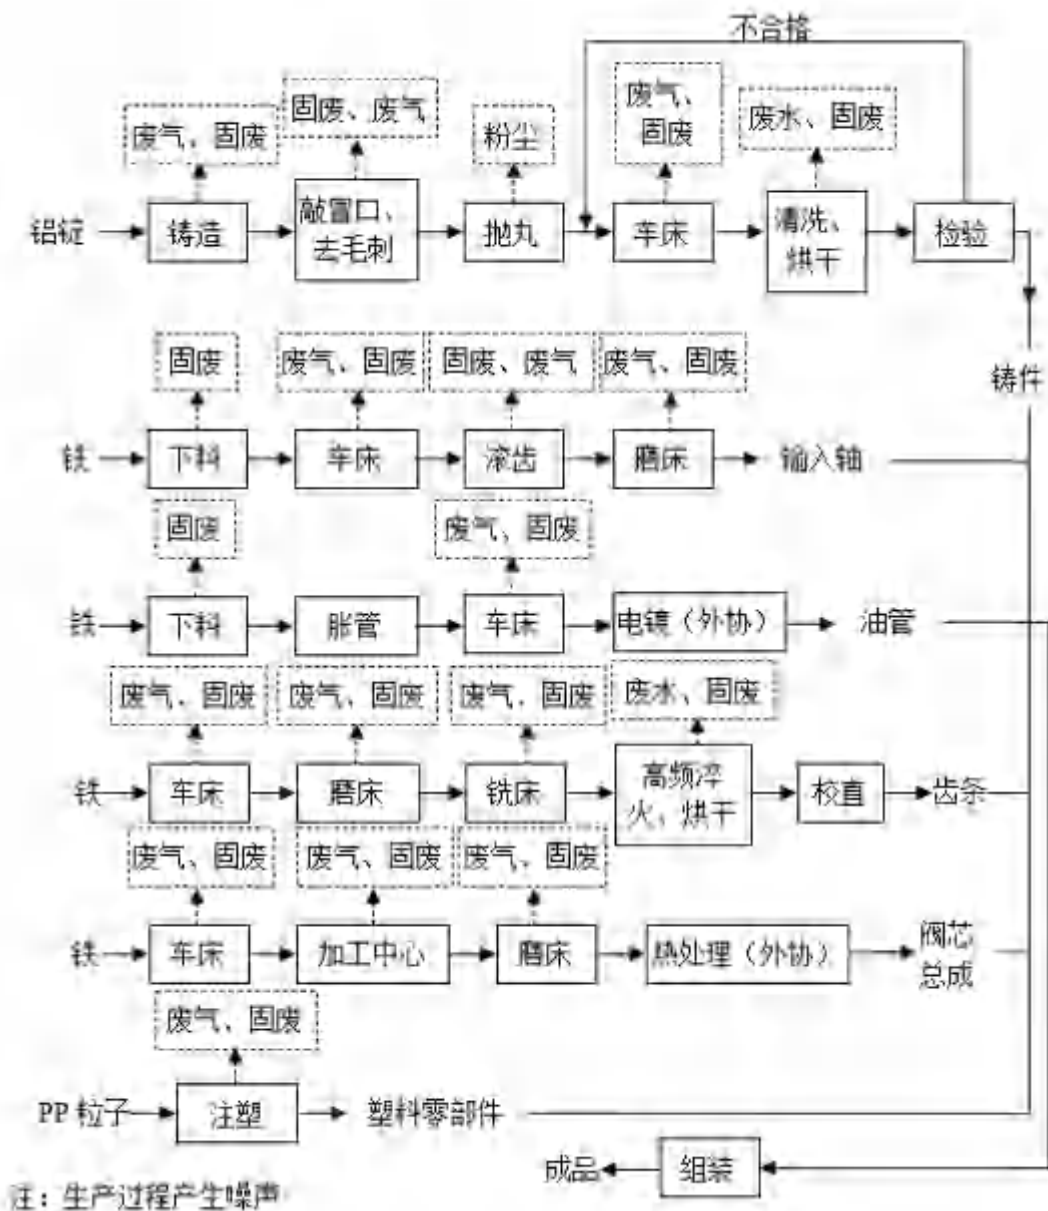 不合格
废气、固废
固废、废气
粉尘
废气、
固废
废水、固废
铝锭
铸造
敲冒口、
去毛刺
抛丸
车床
清洗、
烘干
检验
铸件
固废
废气、固废
固废、废气
废气、固废
铁
下料
车床
滚齿
磨床
输入轴
固废
废气、固废
铁
下料
胀管
车床
电镀（外协）
油管
废气、固废
废气、固废
废气、固废
废水、固废
铁
车床
磨床
铣床
高频淬
火、烘干
校直
齿条
废气、固废
废气、固废
废气、固废
铁
车床
加工中心
磨床
热处理（外协）
阀芯
总成
废气、固废
PP 粒子
注塑
塑料零部件
成品
组装
注：生产过程产生噪声